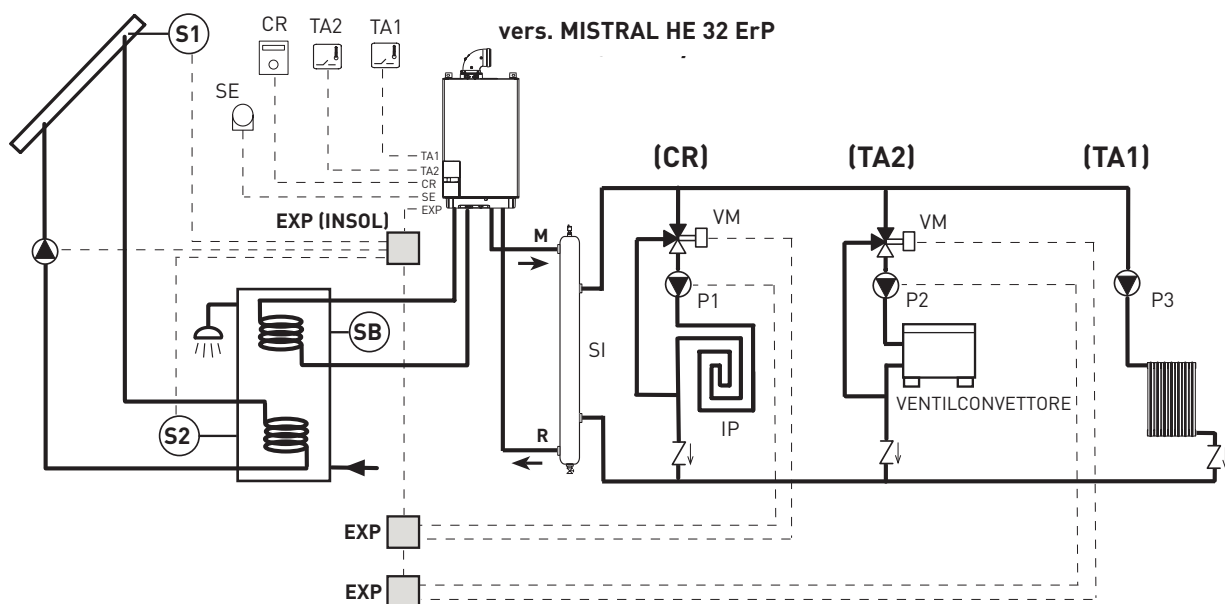 vers. MISTRAL HE 32 ErP
S1
CR
TA2
TA1
SE
TA1
TA2
CR
SE
EXP
EXP (INSOL)
(CR)
(TA2)
(TA1)
M
VM
VM
P1
P2
P3
SB
SI
VENTILCONVETTORE
IP
S2
R
EXP
EXP